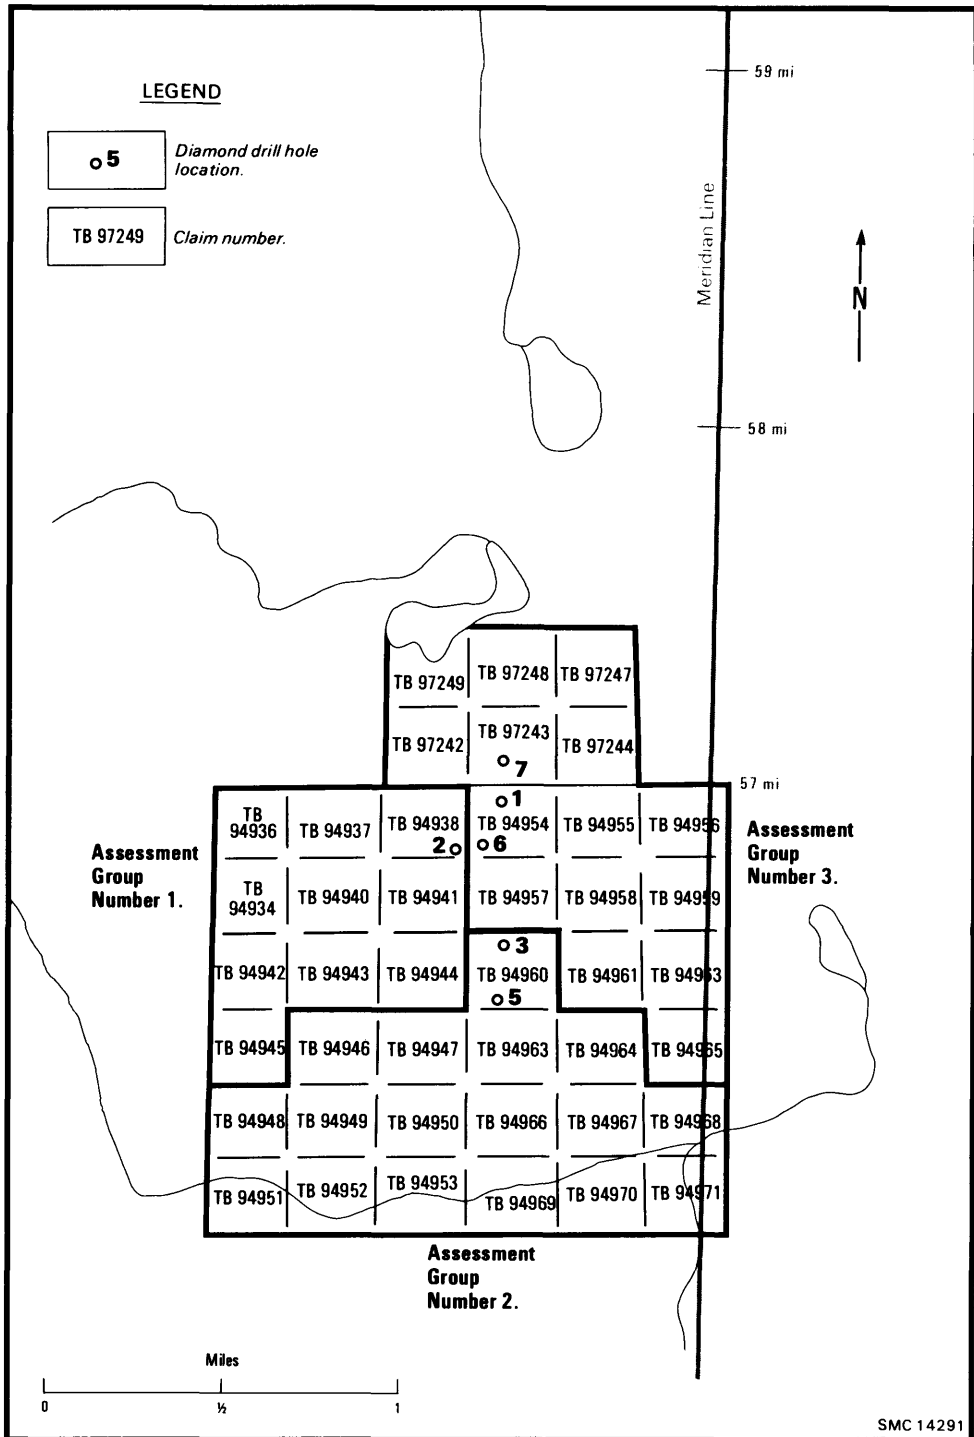 LEGEND
5
Diamond drill hole
location.
TB 97249
Claim number.
59 mi
Meridian Line
N
58 mi
TB 97249
TB 97248
TB 97247
TB 97242
TB 97243
TB 97244
7
57 mi
1
TB
94936
TB 94937
TB 94938
TB 94954
TB 94955
TB 94956
2
6
Assessment
Group
Number 1.
Assessment
Group
Number 3.
TB
94934
TB 94940
TB 94941
TB 94957
TB 94958
TB 94959
3
TB 94942
TB 94943
TB 94944
TB 94960
TB 94961
TB 94963
5
TB 94945
TB 94946
TB 94947
TB 94963
TB 94964
TB 94965
TB 94948
TB 94949
TB 94950
TB 94966
TB 94967
TB 94968
TB 94951
TB 94952
TB 94953
TB 94969
TB 94970
TB 94971
Assessment
Group
Number 2.
Miles
0
½
1
SMC 14291